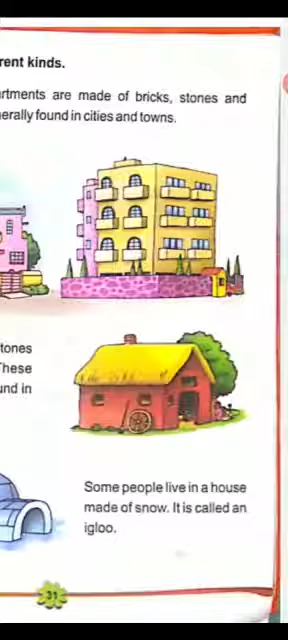 rent kinds.
rtments are made of bricks, stones and
nerally found in cities and towns.
tones
These
und in
Some people live in a house
made of snow. It is called an
igloo.
31